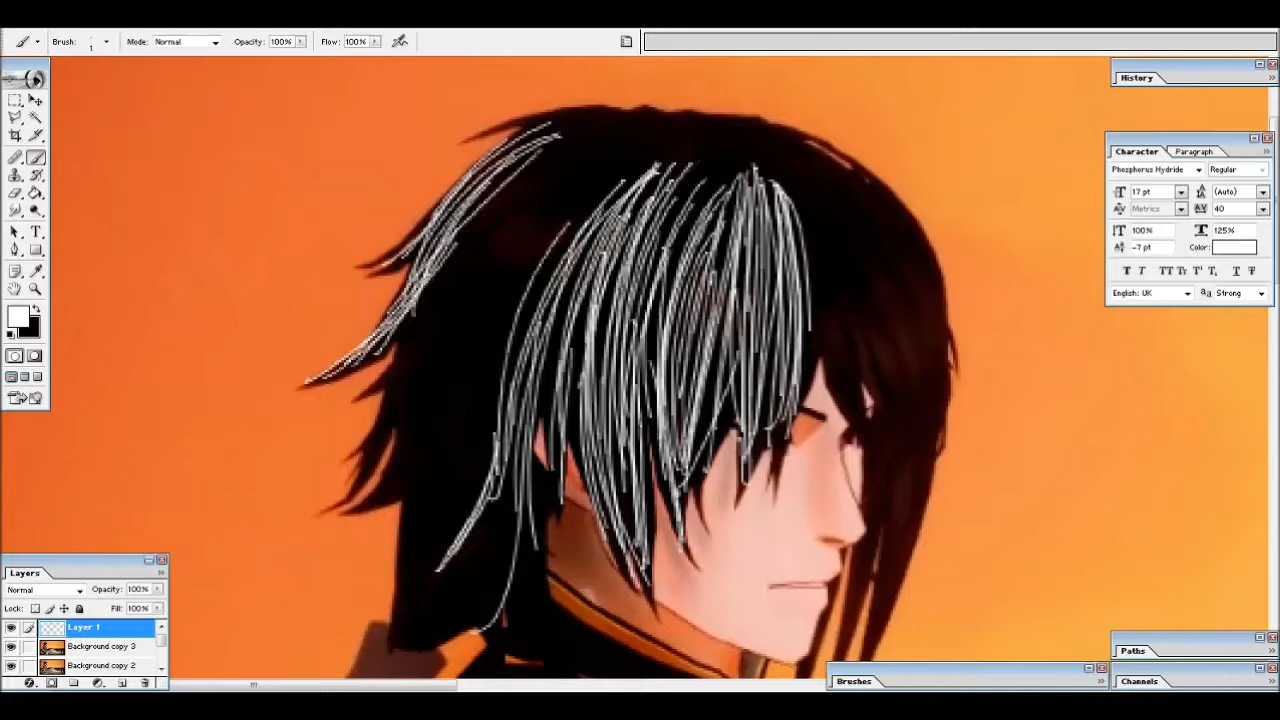 Brush: 1 Mode: Normal Opacity: 100% Flow: 100%
History
Character Paragraph
Phosphorus Hydride Regular
17 pt (Auto)
Metrics 40
100% 125%
-7 pt Color:
English: UK Strong
Layers
Normal Opacity: 100%
Lock: Fill: 100%
Layer 1
Background copy 3
Background copy 2
Paths
Brushes
Channels